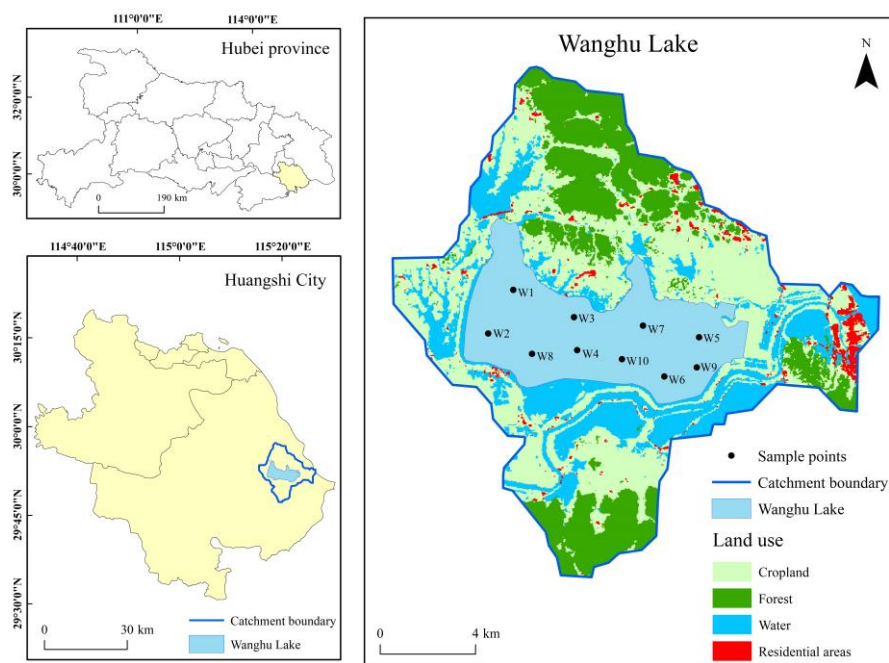 111°0'0"E 114°0'0"E
Hubei province
32°0'0"N
30°0'0"N
0 190 km
114°40'0"E 115°0'0"E 115°20'0"E
Huangshi City
30°15'0"N
30°0'0"N
29°45'0"N
29°30'0"N
Catchment boundary
Wanghu Lake
0 30 km
Wanghu Lake
N
W1
W3
W7
W2
W5
W8
W4
W10
W9
W6
Sample points
Catchment boundary
Wanghu Lake
Land use
Cropland
Forest
Water
Residential areas
0 4 km